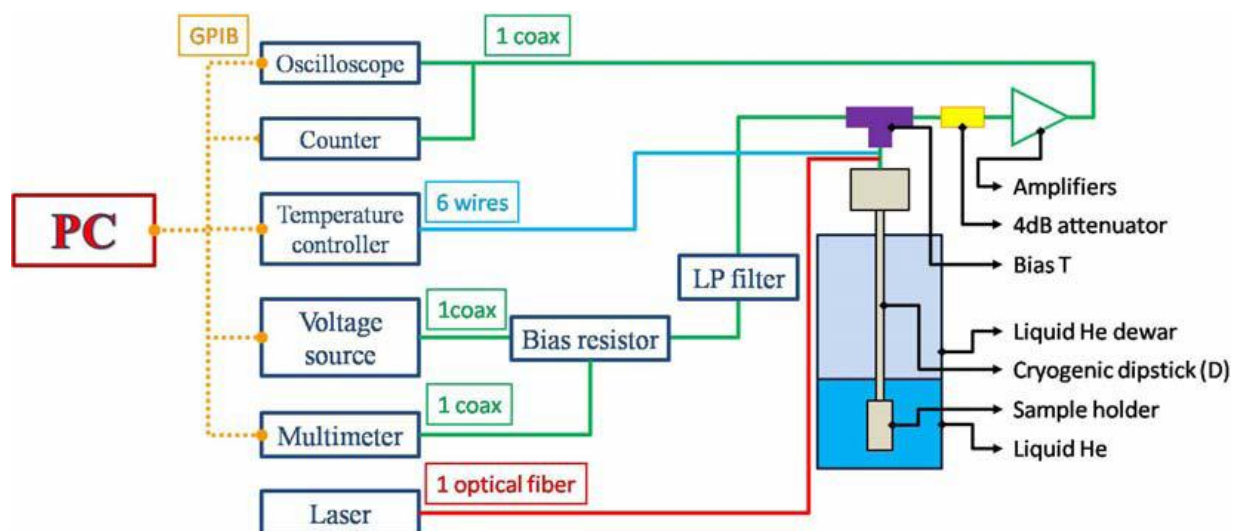 GPIB
1 coax
Oscilloscope
Counter
PC
Temperature
controller
6 wires
Voltage
source
1coax
Bias resistor
LP filter
Multimeter
1 coax
Laser
1 optical fiber
Amplifiers
4dB attenuator
Bias T
Liquid He dewar
Cryogenic dipstick (D)
Sample holder
Liquid He